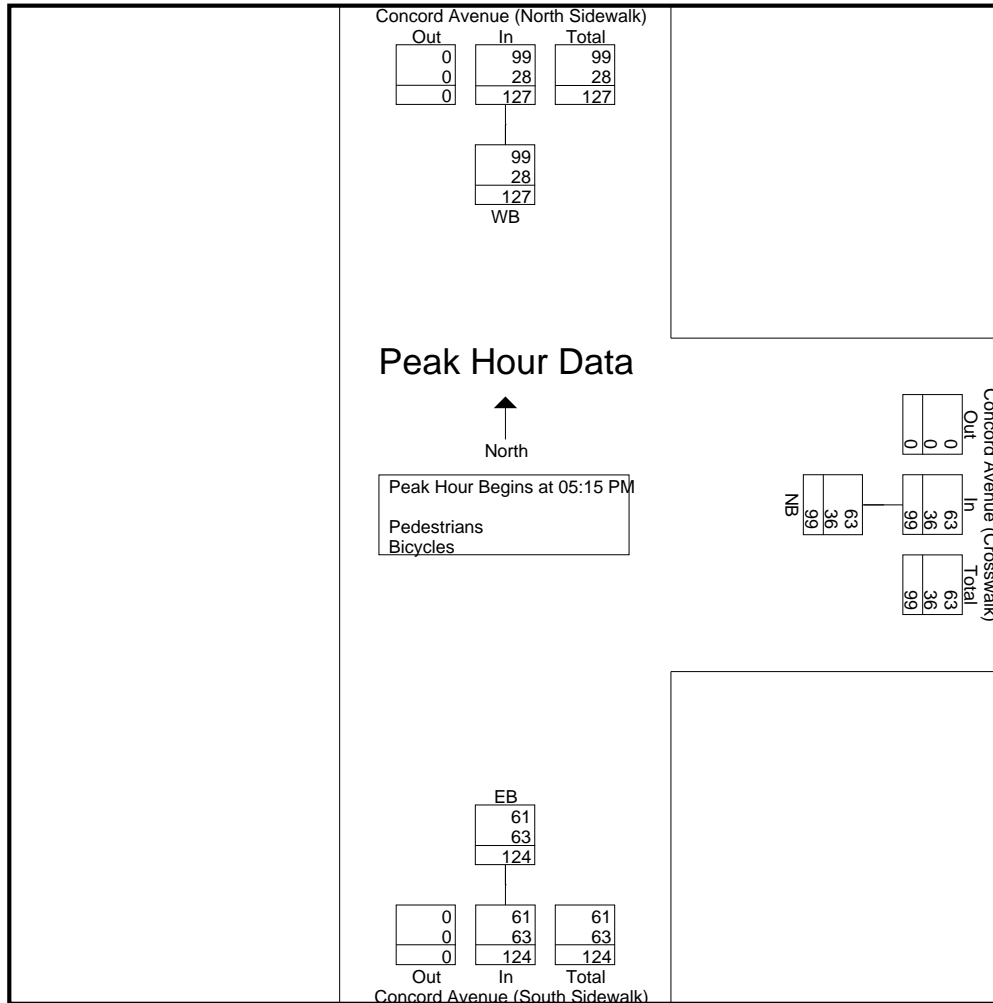 Concord Avenue (North Sidewalk)
Out In Total
0 99 99
0 28 28
0 127 127
99
28
127
WB
Peak Hour Data
North
Peak Hour Begins at 05:15 PM
Pedestrians
Bicycles
Concord Avenue (Crosswalk)
Out In Total
0 63 63
0 36 36
0 99 99
63
36
99
NB
EB
61
63
124
0 61 61
0 63 63
0 124 124
Out In Total
Concord Avenue (South Sidewalk)